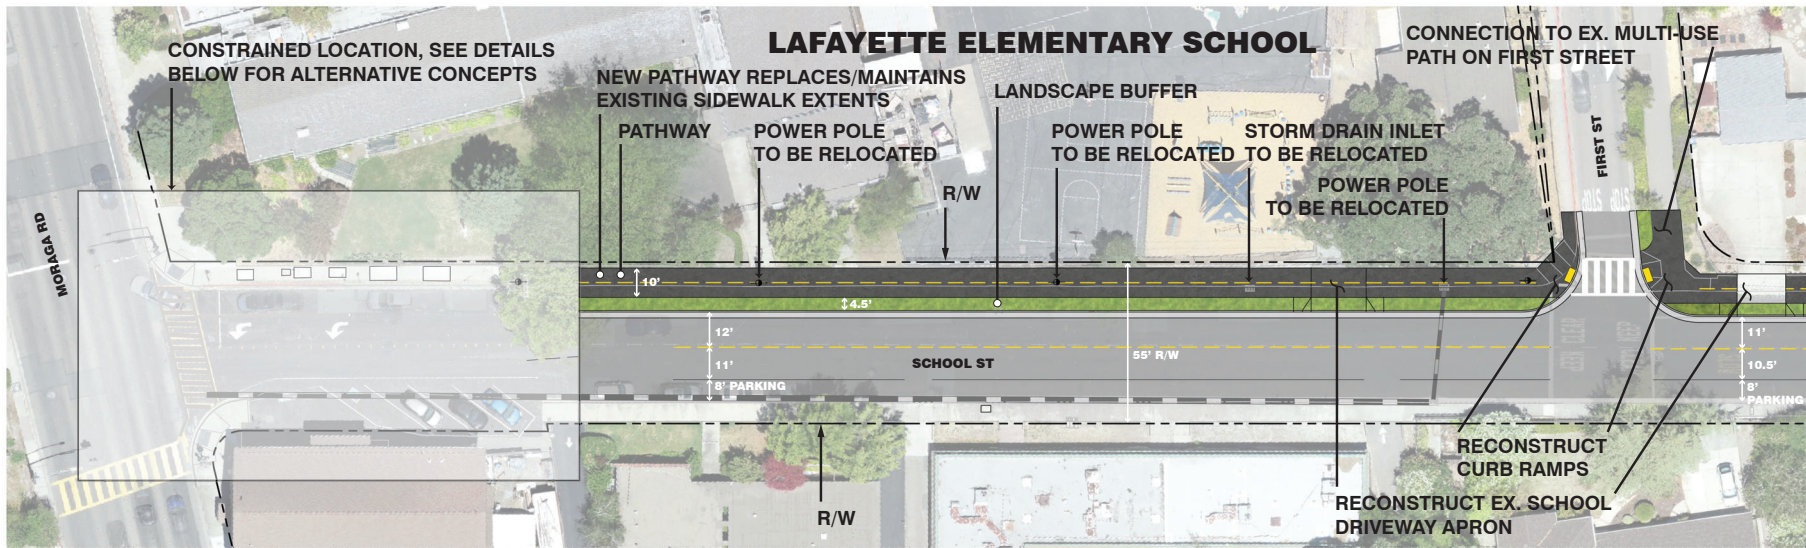 LAFAYETTE ELEMENTARY SCHOOL
CONSTRAINED LOCATION, SEE DETAILS
BELOW FOR ALTERNATIVE CONCEPTS
NEW PATHWAY REPLACES/MAINTAINS
EXISTING SIDEWALK EXTENTS
PATHWAY
POWER POLE
TO BE RELOCATED
LANDSCAPE BUFFER
POWER POLE
TO BE RELOCATED
STORM DRAIN INLET
TO BE RELOCATED
POWER POLE
TO BE RELOCATED
CONNECTION TO EX. MULTI-USE
PATH ON FIRST STREET
R/W
FIRST ST
STOP
STOP
MORAGA RD
10'
4.5'
12'
11'
8' PARKING
SCHOOL ST
55' R/W
11'
10.5'
8'
PARKING
KEEP CLEAR
R/W
RECONSTRUCT
CURB RAMPS
RECONSTRUCT EX. SCHOOL
DRIVEWAY APRON